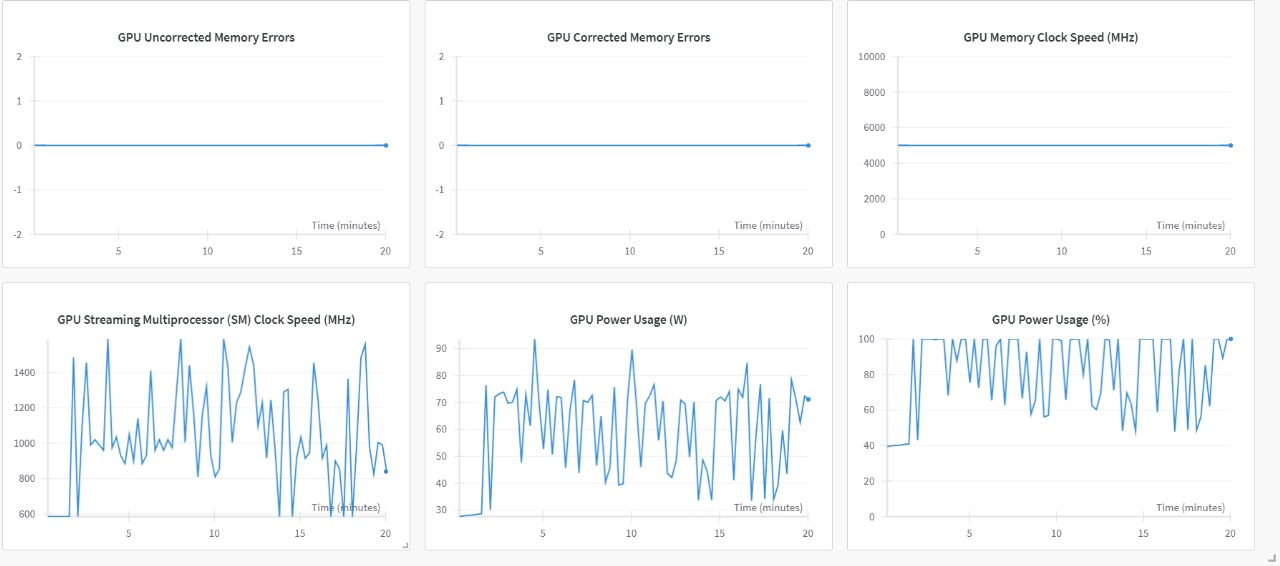 GPU Uncorrected Memory Errors
2
1
0
-1
-2
Time (minutes)
5 10 15 20
GPU Corrected Memory Errors
2
1
0
-1
-2
Time (minutes)
5 10 15 20
GPU Memory Clock Speed (MHz)
10000
8000
6000
4000
2000
0
Time (minutes)
5 10 15 20
GPU Streaming Multiprocessor (SM) Clock Speed (MHz)
1400
1200
1000
800
600
Time (minutes)
5 10 15 20
GPU Power Usage (W)
90
80
70
60
50
40
30
Time (minutes)
5 10 15 20
GPU Power Usage (%)
100
80
60
40
20
0
Time (minutes)
5 10 15 20